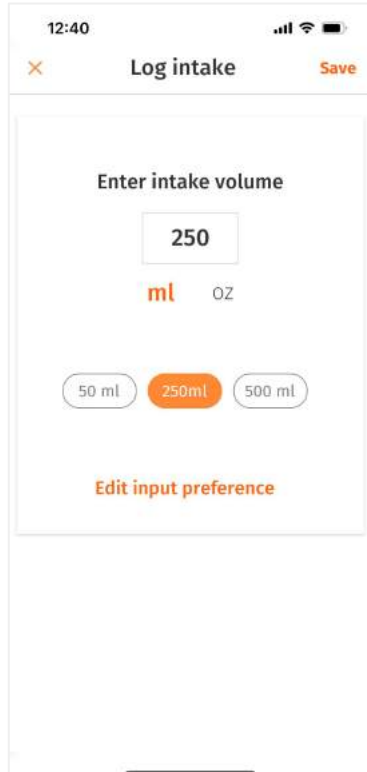 12:40
Log intake Save
Enter intake volume
250
ml oz
50 ml 250ml 500 ml
Edit input preference